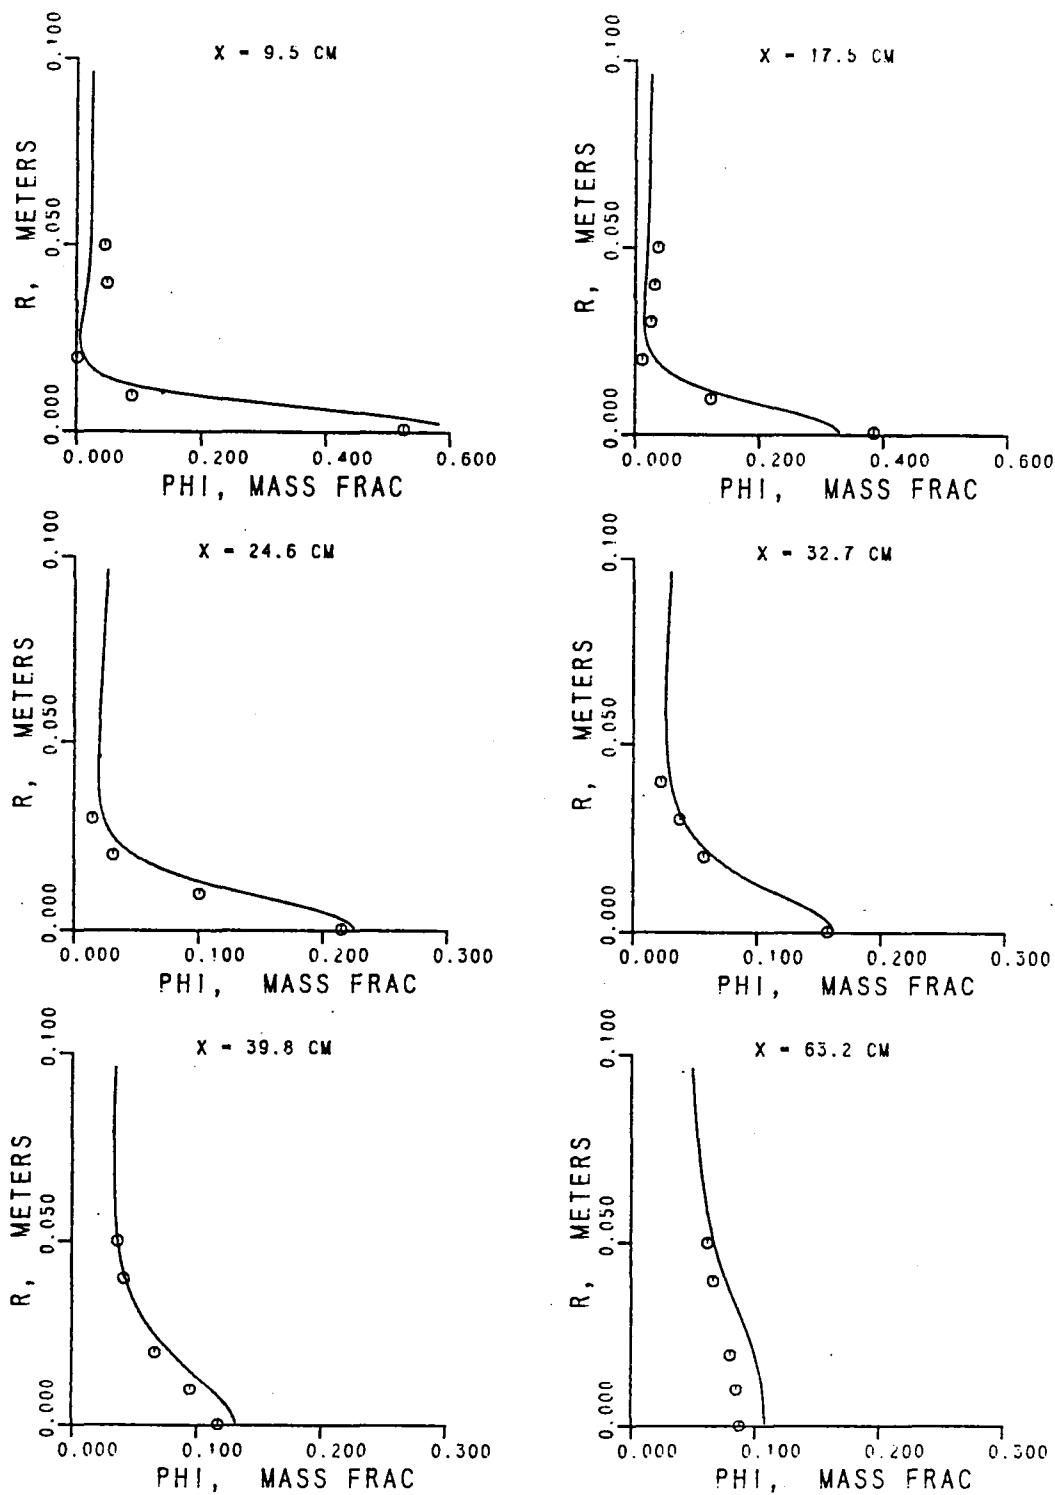 X - 9.5 CM
0.100
0.050
0.000
R, METERS
0.000 0.200 0.400 0.600
PHI, MASS FRAC
X - 17.5 CM
0.100
0.050
0.000
R, METERS
0.000 0.200 0.400 0.600
PHI, MASS FRAC
X - 24.6 CM
0.100
0.050
0.000
R, METERS
0.000 0.100 0.200 0.300
PHI, MASS FRAC
X - 32.7 CM
0.100
0.050
0.000
R, METERS
0.000 0.100 0.200 0.300
PHI, MASS FRAC
X - 39.8 CM
0.100
0.050
0.000
R, METERS
0.000 0.100 0.200 0.300
PHI, MASS FRAC
X - 63.2 CM
0.100
0.050
0.000
R, METERS
0.000 0.100 0.200 0.300
PHI, MASS FRAC